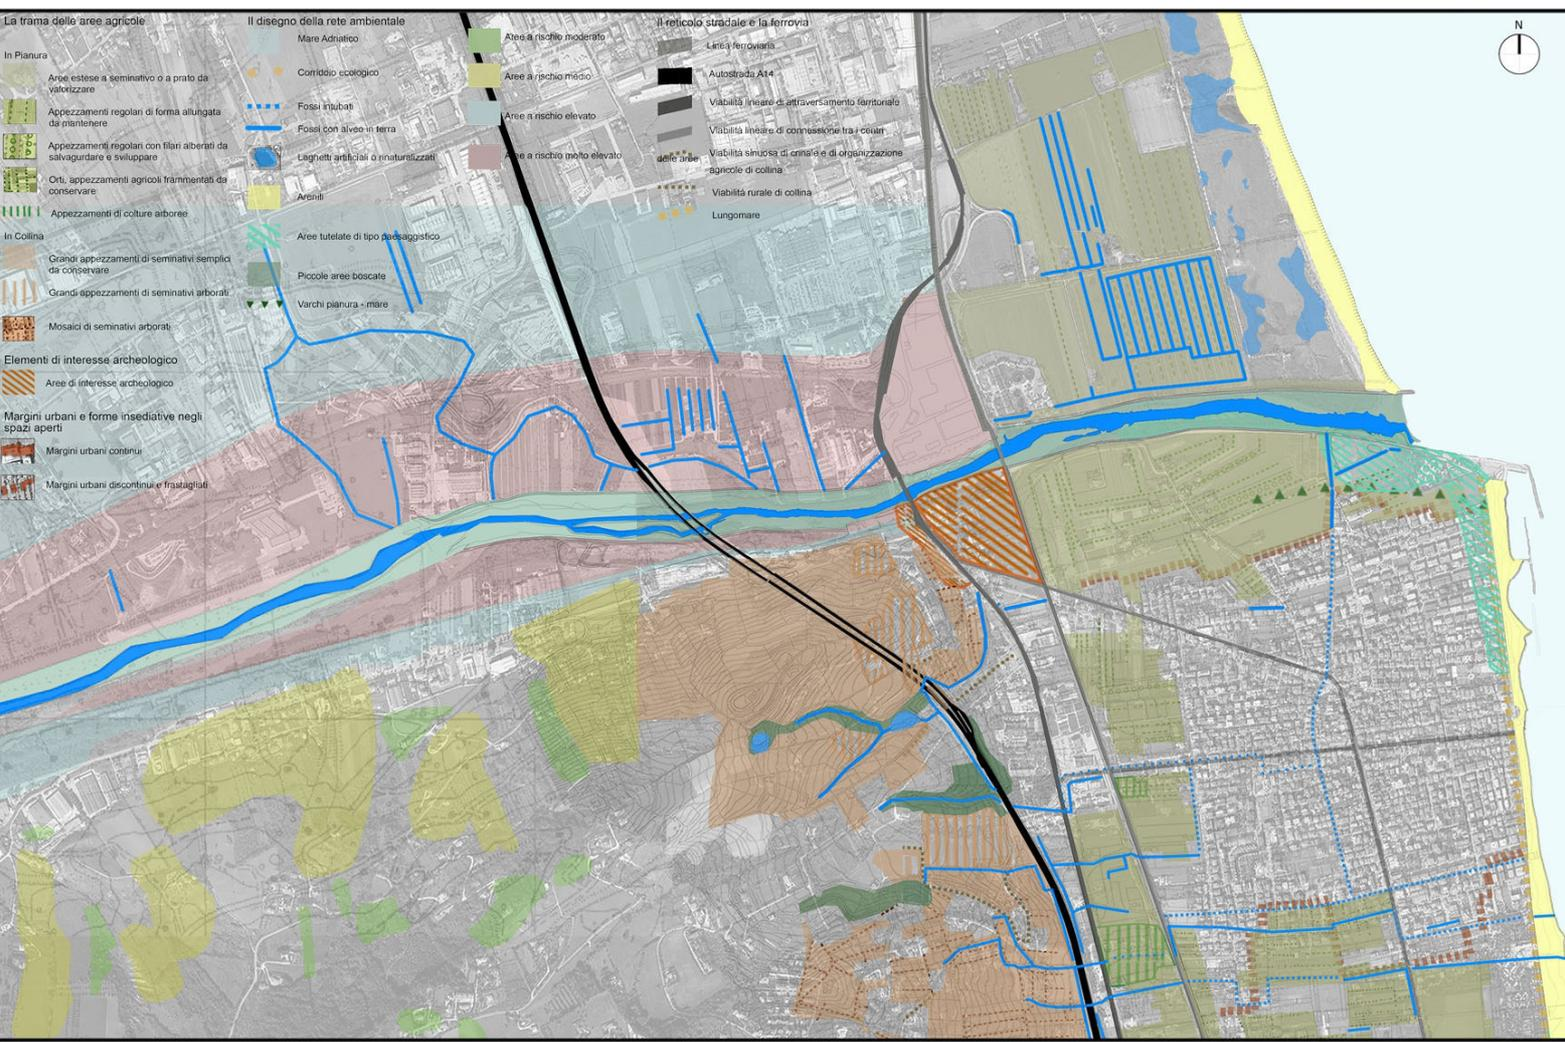 La trama delle aree agricole
In Pianura
Aree estese a seminativo o a prato da
valorizzare
Appezzamenti regolari di forma allungata
da mantenere
Appezzamenti regolari con filari alberati da
salvagurdare e sviluppare
Orti, appezzamenti agricoli frammentati da
conservare
Appezzamenti di colture arboree
In Collina
Grandi appezzamenti di seminativi semplici
da conservare
Grandi appezzamenti di seminativi arborati
Mosaici di seminativi arborati
Elementi di interesse archeologico
Aree di interesse archeologico
Margini urbani e forme insediative negli
spazi aperti
Margini urbani continui
Margini urbani discontinui e frastagliati
Il disegno della rete ambientale
Mare Adriatico
Corridoio ecologico
Fossi intubati
Fossi con alveo in terra
Laghetti artificiali o rinaturalizzati
Arenili
Aree tutelate di tipo paesaggistico
Piccole aree boscate
Varchi pianura - mare
Aree a rischio moderato
Aree a rischio medio
Aree a rischio elevato
Aree a rischio molto elevato
Il reticolo stradale e la ferrovia
Linea ferroviaria
Autostrada A14
Viabilità lineare di attraversamento territoriale
Viabilità lineare di connessione tra i centri
Viabilità sinuosa di crinale e di organizzazione
delle aree
agricole di collina
Viabilità rurale di collina
Lungomare
N